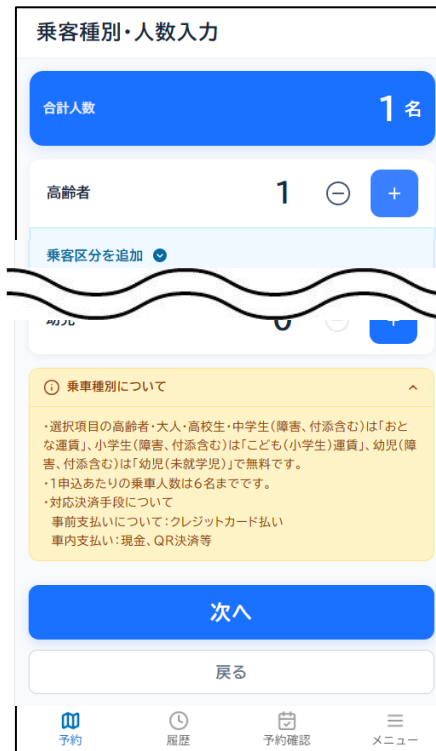 乗客種別・人数入力
合計人数 1 名
高齢者 1 − +
乗客区分を追加
幼児 0 − +
乗車種別について
・選択項目の高齢者・大人・高校生・中学生(障害、付添含む)は「おと
な運賃」、小学生(障害、付添含む)は「こども(小学生)運賃」、幼児(障
害、付添含む)は「幼児(未就学児)」で無料です。
・1申込あたりの乗車人数は6名までです。
・対応決済手段について
事前支払いについて：クレジットカード払い
車内支払い：現金、QR決済等
次へ
戻る
予約 履歴 予約確認 メニュー